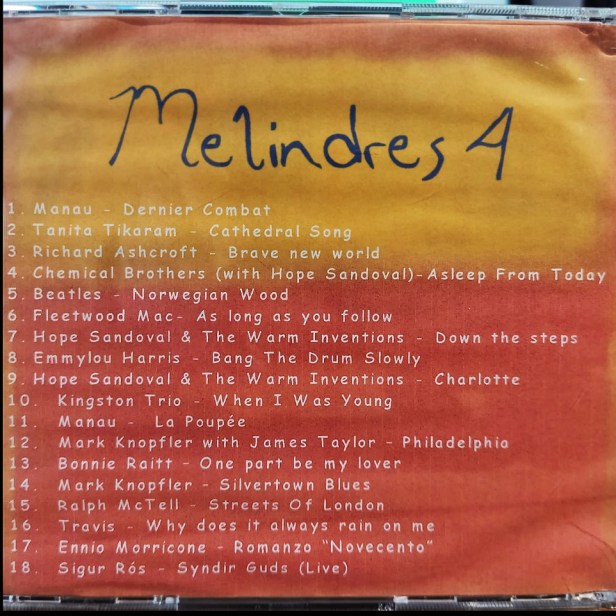 Melindres 4
1. Manau - Dernier Combat
2. Tanita Tikaram - Cathedral Song
3. Richard Ashcroft - Brave new world
4. Chemical Brothers (with Hope Sandoval)-Asleep From Today
5. Beatles - Norwegian Wood
6. Fleetwood Mac- As long as you follow
7. Hope Sandoval & The Warm Inventions - Down the steps
8. Emmylou Harris - Bang The Drum Slowly
9. Hope Sandoval & The Warm Inventions - Charlotte
10. Kingston Trio - When I Was Young
11. Manau - La Poupée
12. Mark Knopfler with James Taylor - Philadelphia
13. Bonnie Raitt - One part be my lover
14. Mark Knopfler - Silvertown Blues
15. Ralph McTell - Streets Of London
16. Travis - Why does it always rain on me
17. Ennio Morricone - Romanzo "Novecento"
18. Sigur Rós - Syndir Guds (Live)